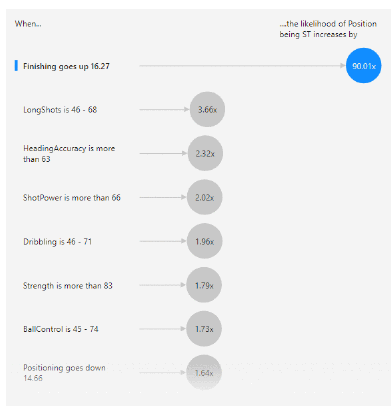 When...
...the likelihood of Position
being ST increases by
Finishing goes up 16.27
90.01x
LongShots is 46 - 68
3.66x
HeadingAccuracy is more
than 63
2.32x
ShotPower is more than 66
2.02x
Dribbling is 46 - 71
1.96x
Strength is more than 83
1.79x
BallControl is 45 - 74
1.73x
Positioning goes down
14.66
1.64x